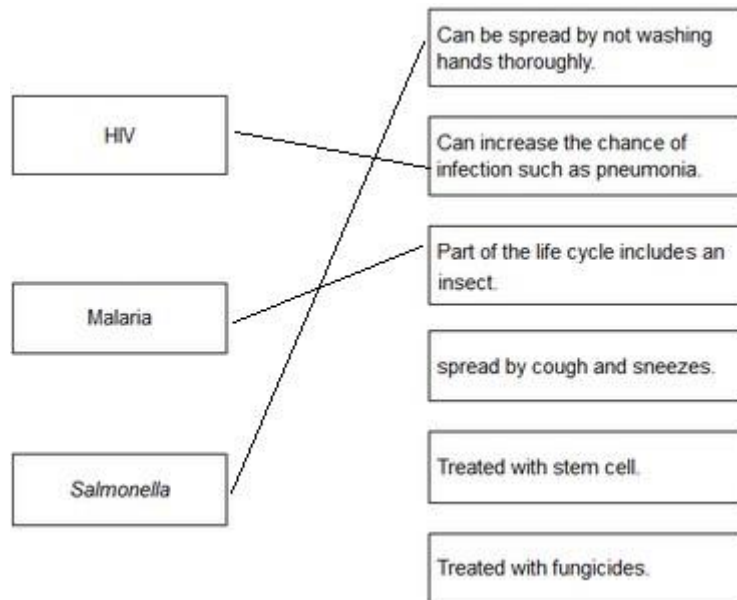 HIV
Malaria
Salmonella
Can be spread by not washing
hands thoroughly.
Can increase the chance of
infection such as pneumonia.
Part of the life cycle includes an
insect.
spread by cough and sneezes.
Treated with stem cell.
Treated with fungicides.